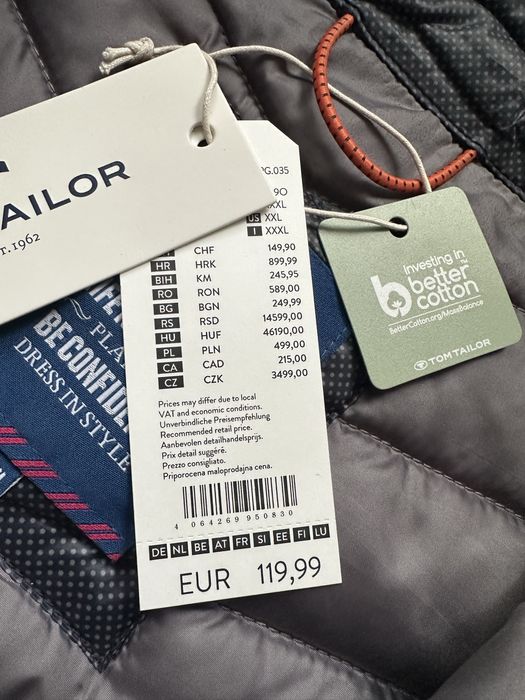 TAILOR
1962
G.035
XXL
US XXL
I XXXL
CHF 149,90
HR HRK 899,99
BIH KM 245,95
RO RON 589,00
BG BGN 249,99
RS RSD 14599,00
HU HUF 46190,00
PL PLN 499,00
CA CAD 215,00
CZ CZK 3499,00
Prices may differ due to local
VAT and economic conditions.
Unverbindliche Preisempfehlung
Recommended retail price.
Aanbevolen detailhandelsprijs.
Prix detail suggéré.
Prezzo consigliato.
Priporocena maloprodajna cena.
4 064269 950830
DE NL BE AT FR SI EE FI LU
EUR 119,99
Investing in
better
cotton™
BetterCotton.org/MassBalance
TOM TAILOR
BE CONFIDE
DRESS IN STYLE